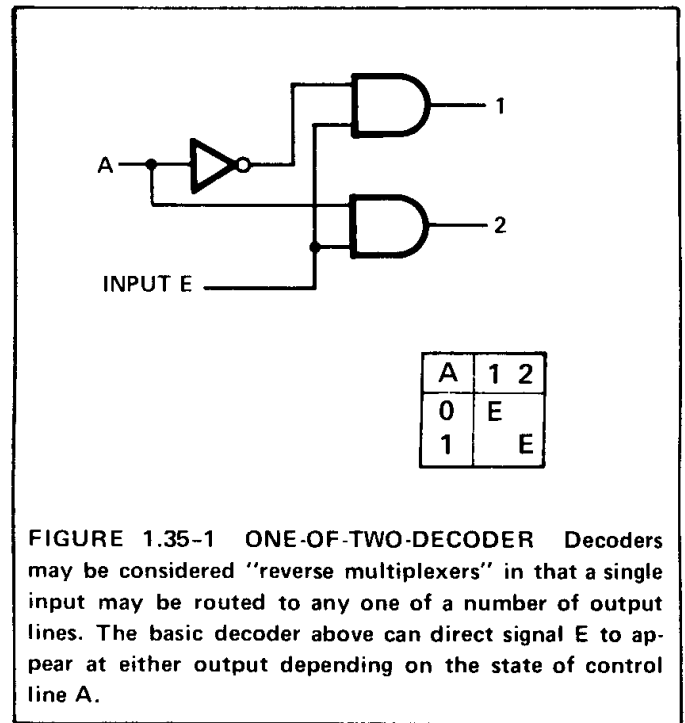 1
A
2
INPUT E
A 1 2
0 E
1 E
FIGURE 1.35-1 ONE-OF-TWO-DECODER Decoders
may be considered "reverse multiplexers" in that a single
input may be routed to any one of a number of output
lines. The basic decoder above can direct signal E to ap-
pear at either output depending on the state of control
line A.